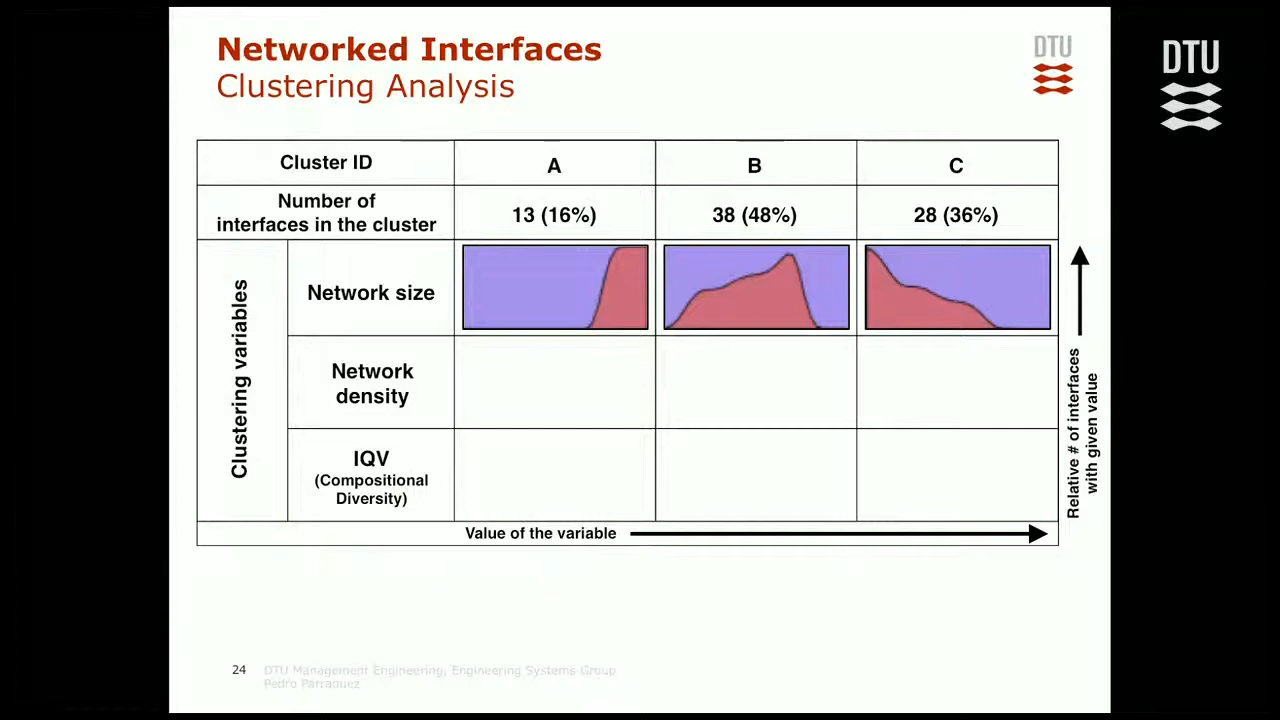 Networked Interfaces
Clustering Analysis
DTU
DTU
Cluster ID
A
B
C
Number of
interfaces in the cluster
13 (16%)
38 (48%)
28 (36%)
Clustering variables
Network size
Network
density
IQV
(Compositional
Diversity)
Relative # of interfaces
with given value
Value of the variable
24
DTU Management Engineering, Engineering Systems Group
Pedro Parraguez